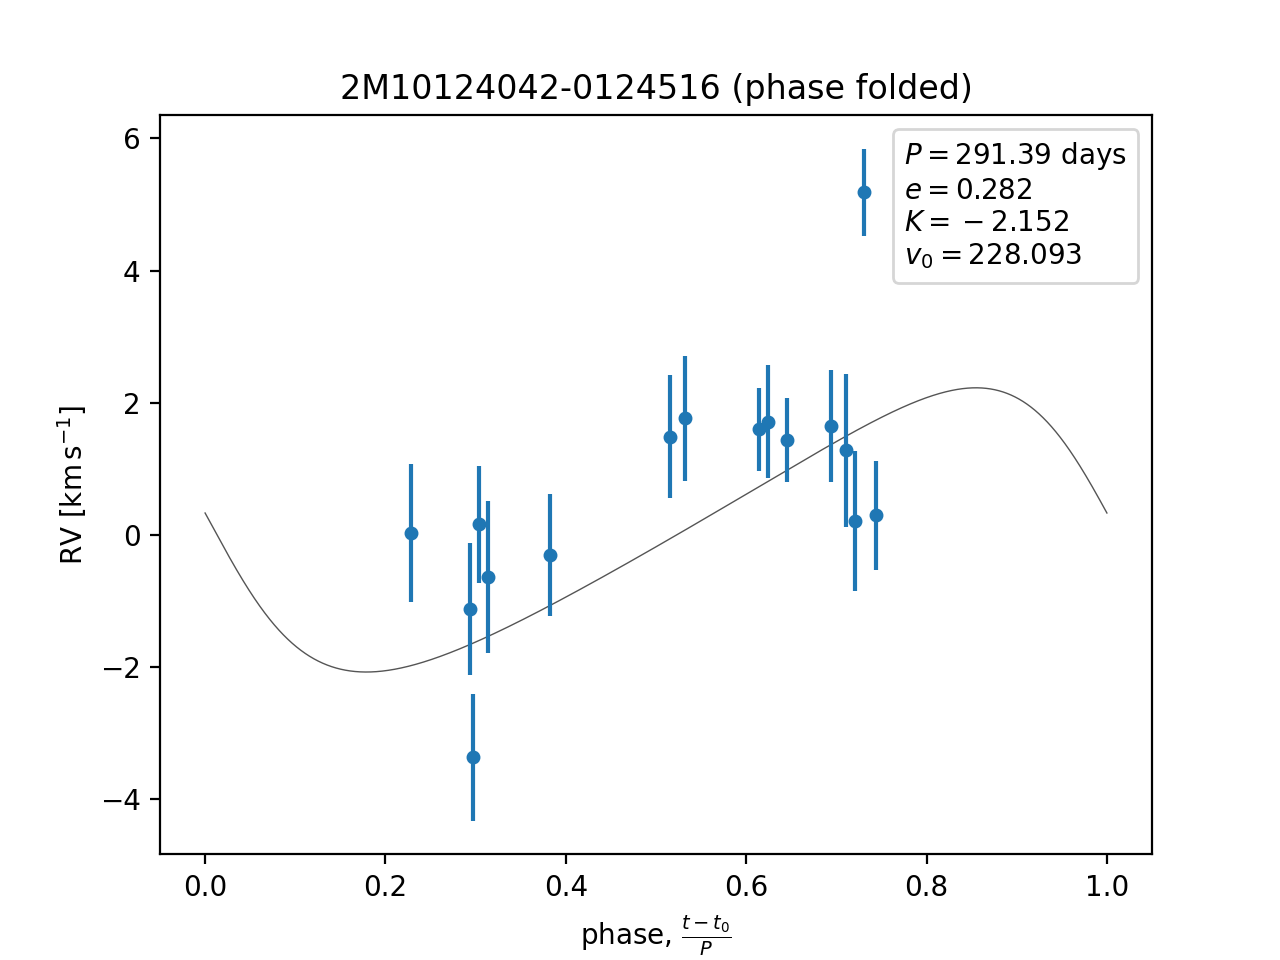 2M10124042-0124516 (phase folded)
P = 291.39 days
e = 0.282
K = −2.152
v₀ = 228.093
6
4
2
0
−2
−4
RV [km s⁻¹]
0.0 0.2 0.4 0.6 0.8 1.0
phase, (t − t₀)/P